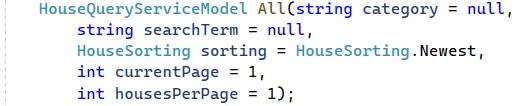 HouseQueryServiceModel All(string category = null,
string searchTerm = null,
HouseSorting sorting = HouseSorting.Newest,
int currentPage = 1,
int housesPerPage = 1);